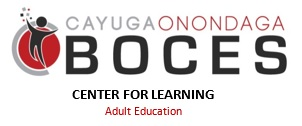 CAYUGAONONDAGA
BOCES
CENTER FOR LEARNING
Adult Education